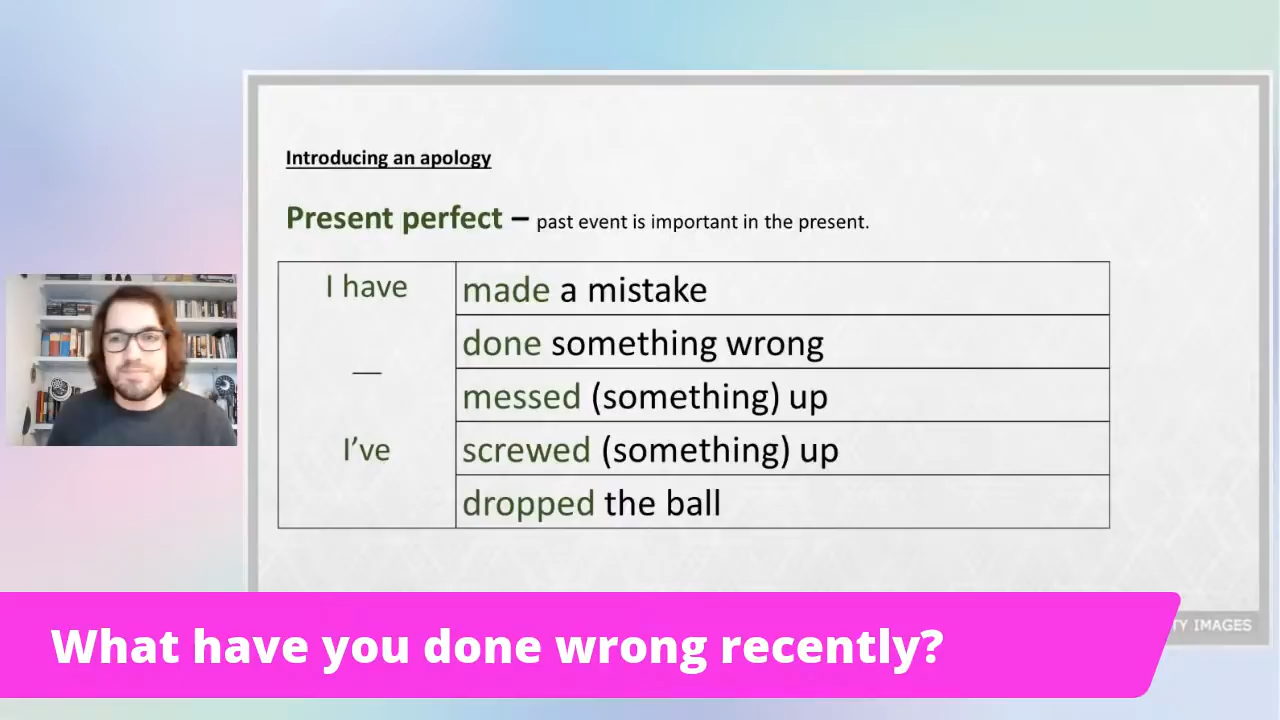 Introducing an apology
Present perfect – past event is important in the present.
I have
—
I’ve
made a mistake
done something wrong
messed (something) up
screwed (something) up
dropped the ball
TY IMAGES
What have you done wrong recently?